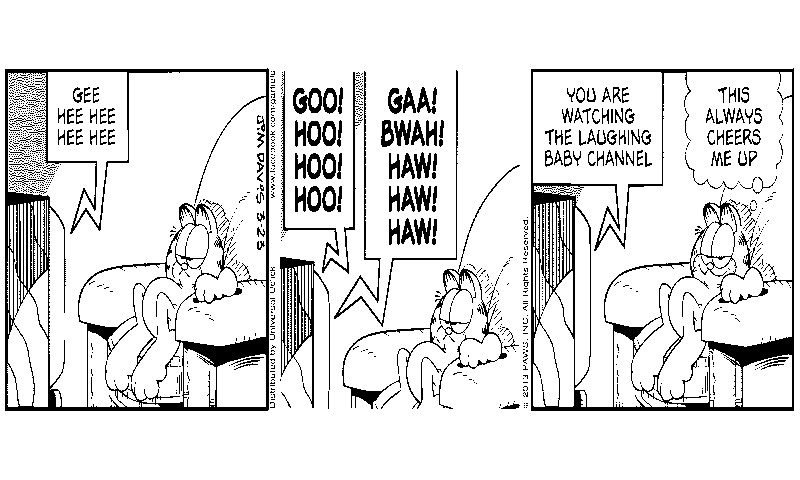 GEE
HEE HEE
HEE HEE
JIM DAVIS 3-23
www.facebook.com/garfield
Distributed by Universal Uclick
GOO!
HOO!
HOO!
HOO!
GAA!
BWAH!
HAW!
HAW!
HAW!
© 2013 PAWS, INC. All Rights Reserved.
YOU ARE
WATCHING
THE LAUGHING
BABY CHANNEL
THIS
ALWAYS
CHEERS
ME UP